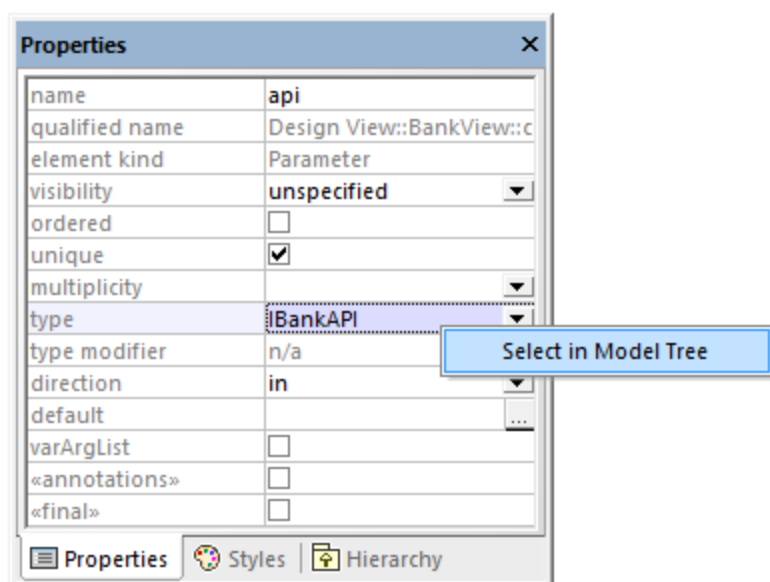 Properties
name api
qualified name Design View::BankView::c
element kind Parameter
visibility unspecified
ordered
unique
multiplicity
type IBankAPI
type modifier n/a
Select in Model Tree
direction in
default ...
varArgList
«annotations»
«final»
Properties Styles Hierarchy